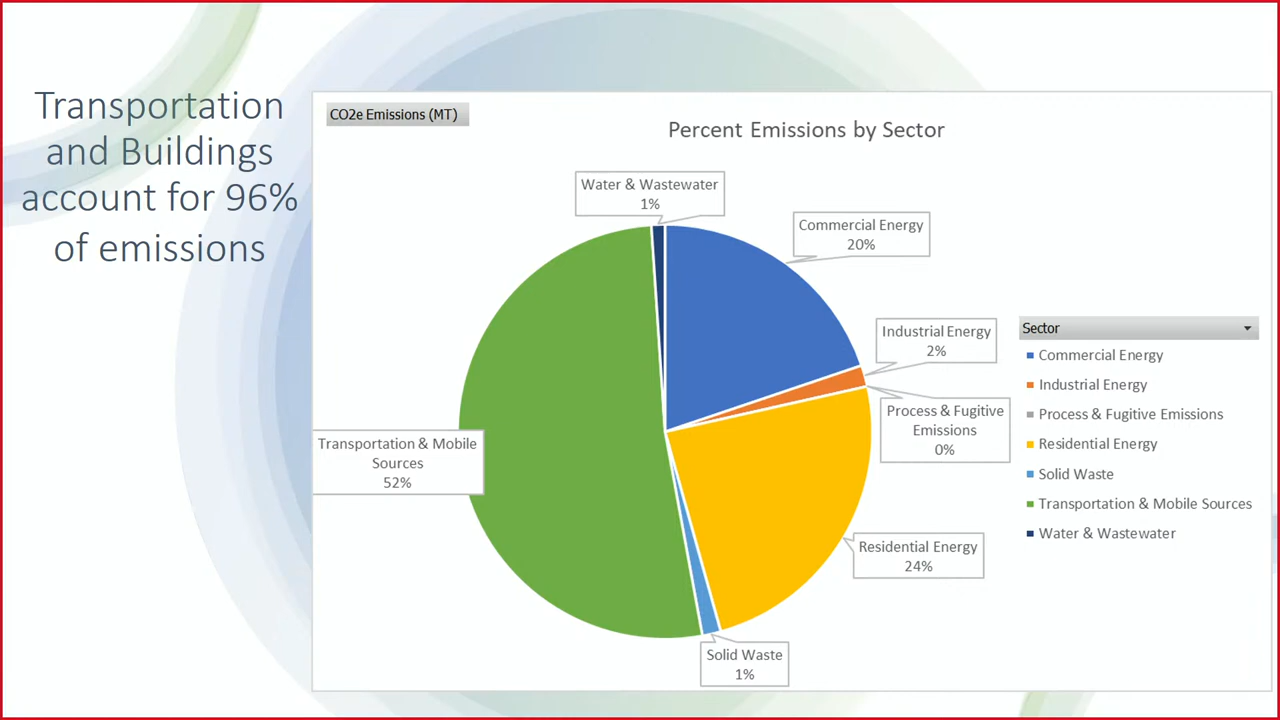 Transportation
and Buildings
account for 96%
of emissions
CO2e Emissions (MT)
Percent Emissions by Sector
Water & Wastewater
1%
Commercial Energy
20%
Industrial Energy
2%
Process & Fugitive
Emissions
0%
Transportation & Mobile
Sources
52%
Residential Energy
24%
Solid Waste
1%
Sector
Commercial Energy
Industrial Energy
Process & Fugitive Emissions
Residential Energy
Solid Waste
Transportation & Mobile Sources
Water & Wastewater